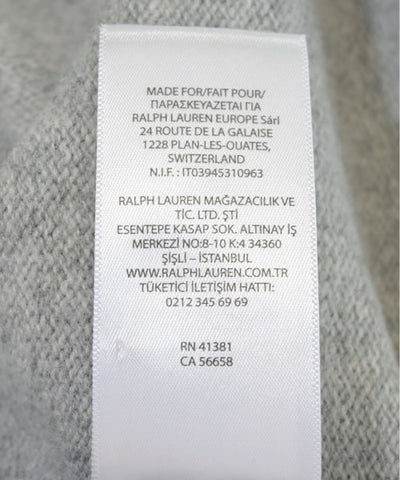 MADE FOR/FAIT POUR/
ΠΑΡΑΣΚΕΥΑΖΕΤΑΙ ΓΙΑ
RALPH LAUREN EUROPE Sárl
24 ROUTE DE LA GALAISE
1228 PLAN-LES-OUATES,
SWITZERLAND
N.I.F. : IT03945310963
RALPH LAUREN MAĞAZACILIK VE
TİC. LTD. ŞTİ
ESENTEPE KASAP SOK. ALTINAY İŞ
MERKEZİ NO:8-10 K:4 34360
ŞİŞLİ – İSTANBUL
WWW.RALPHLAUREN.COM.TR
TÜKETİCİ İLETİŞİM HATTI:
0212 345 69 69
RN 41381
CA 56658